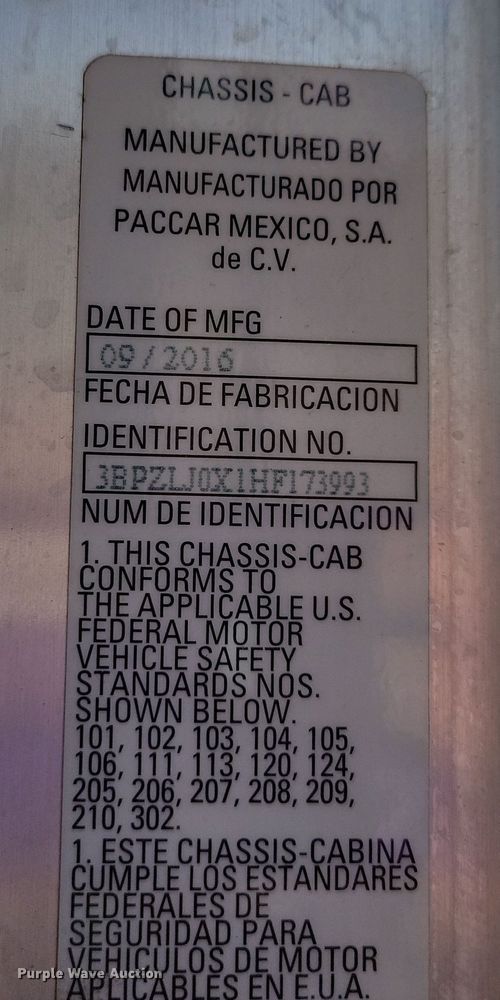 CHASSIS - CAB
MANUFACTURED BY
MANUFACTURADO POR
PACCAR MEXICO, S.A.
de C.V.
DATE OF MFG
09/2016
FECHA DE FABRICACION
IDENTIFICATION NO.
3BPZLJ0X1HF173993
NUM DE IDENTIFICACION
1. THIS CHASSIS-CAB
CONFORMS TO
THE APPLICABLE U.S.
FEDERAL MOTOR
VEHICLE SAFETY
STANDARDS NOS.
SHOWN BELOW.
101, 102, 103, 104, 105,
106, 111, 113, 120, 124,
205, 206, 207, 208, 209,
210, 302.
1. ESTE CHASSIS-CABINA
CUMPLE LOS ESTANDARES
FEDERALES DE
SEGURIDAD PARA
VEHICULOS DE MOTOR
APLICABLES EN E.U.A.
Purple Wave Auction